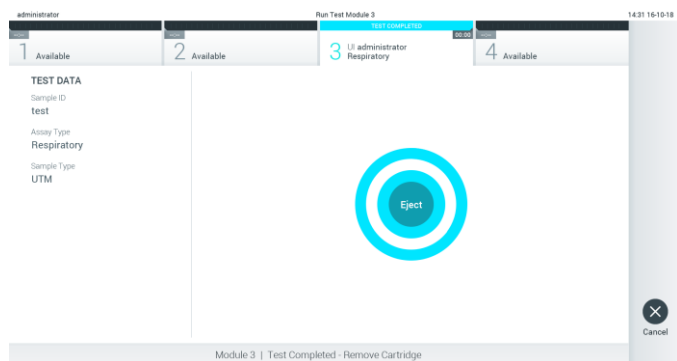 administrator
Run Test Module 3
14:31 16-10-18
TEST COMPLETED
--:--
--:--
00:00
--:--
1 Available
2 Available
3 UI administrator
Respiratory
4 Available
TEST DATA
Sample ID
test
Assay Type
Respiratory
Sample Type
UTM
Eject
Cancel
Module 3 | Test Completed - Remove Cartridge